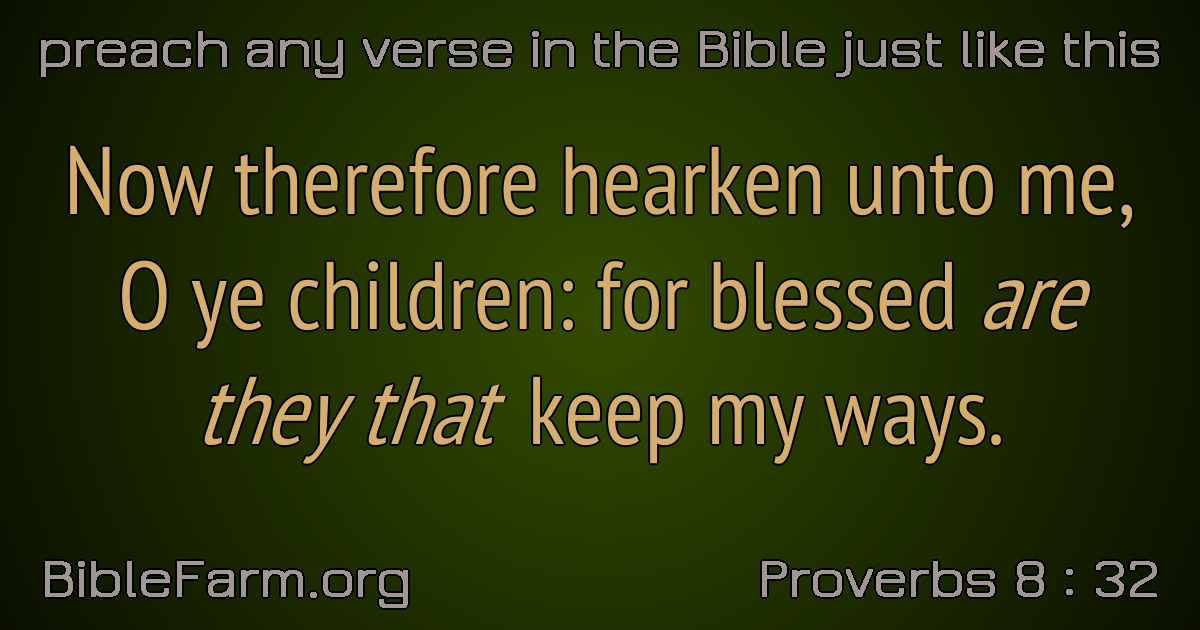 preach any verse in the Bible just like this
Now therefore hearken unto me,
O ye children: for blessed are
they that keep my ways.
BibleFarm.org
Proverbs 8 : 32